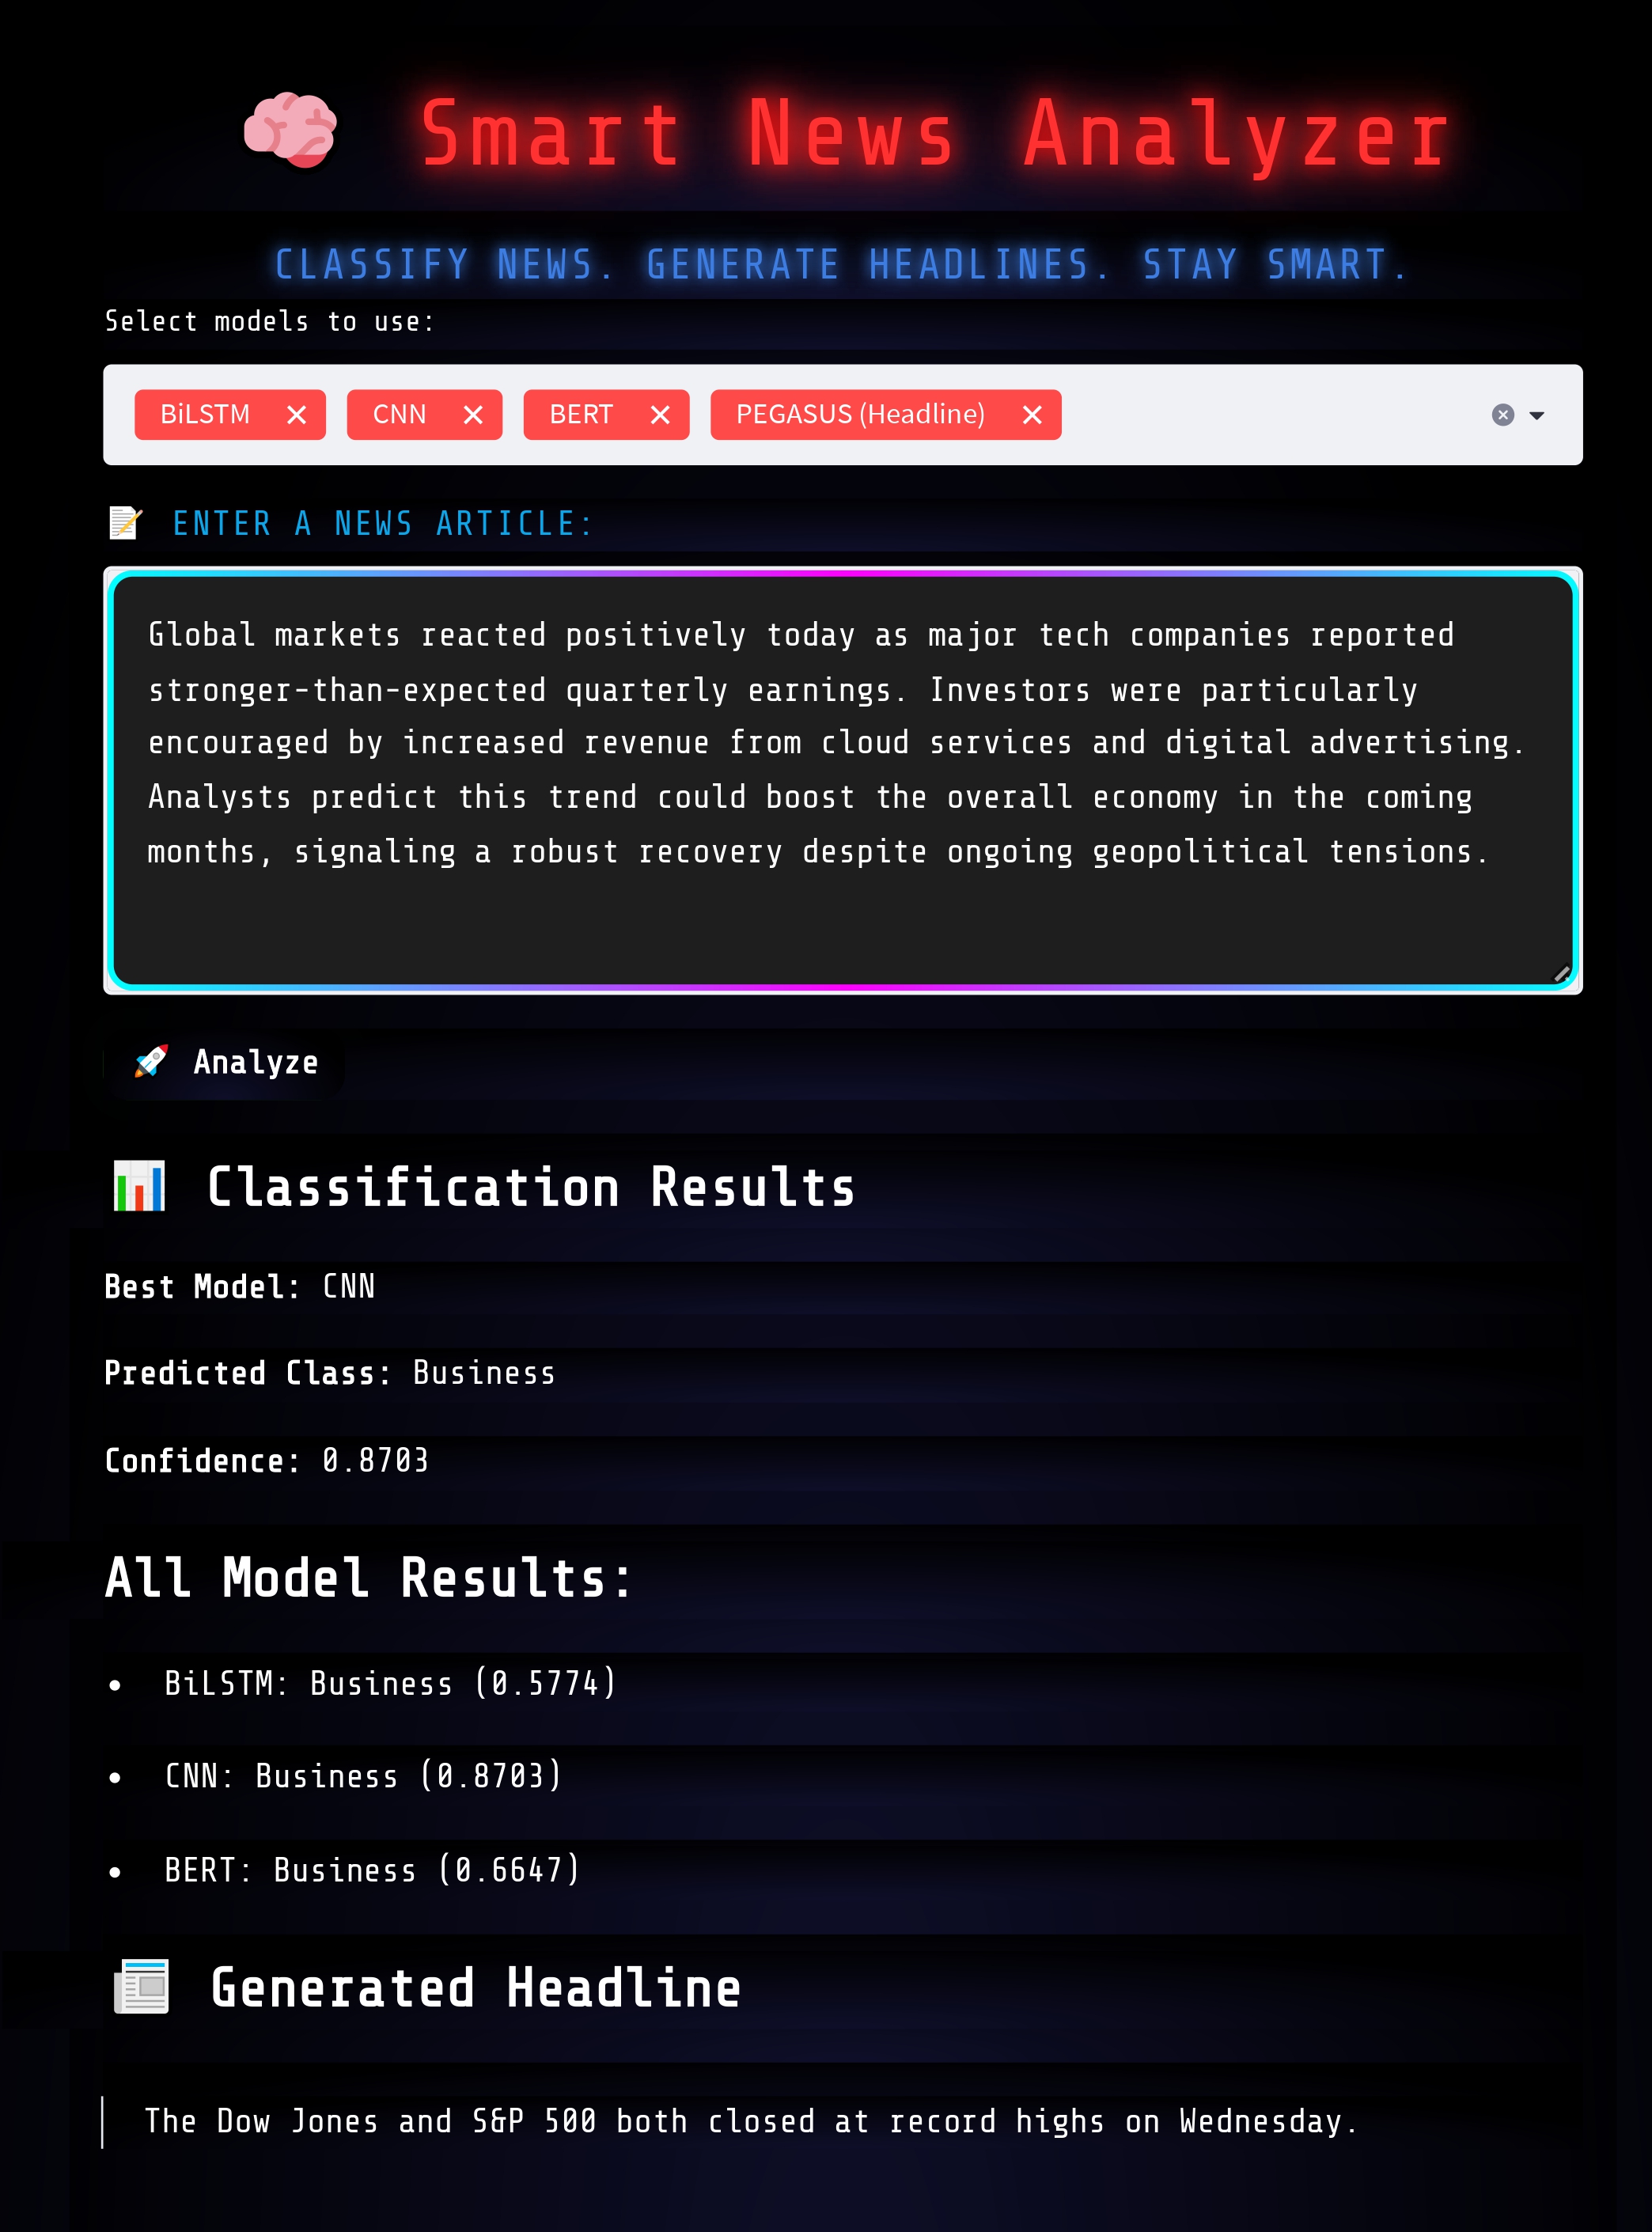 Smart News Analyzer
CLASSIFY NEWS. GENERATE HEADLINES. STAY SMART.
Select models to use:
BiLSTM CNN BERT PEGASUS (Headline)
ENTER A NEWS ARTICLE:
Global markets reacted positively today as major tech companies reported
stronger-than-expected quarterly earnings. Investors were particularly
encouraged by increased revenue from cloud services and digital advertising.
Analysts predict this trend could boost the overall economy in the coming
months, signaling a robust recovery despite ongoing geopolitical tensions.
Analyze
Classification Results
Best Model: CNN
Predicted Class: Business
Confidence: 0.8703
All Model Results:
• BiLSTM: Business (0.5774)
• CNN: Business (0.8703)
• BERT: Business (0.6647)
Generated Headline
The Dow Jones and S&P 500 both closed at record highs on Wednesday.